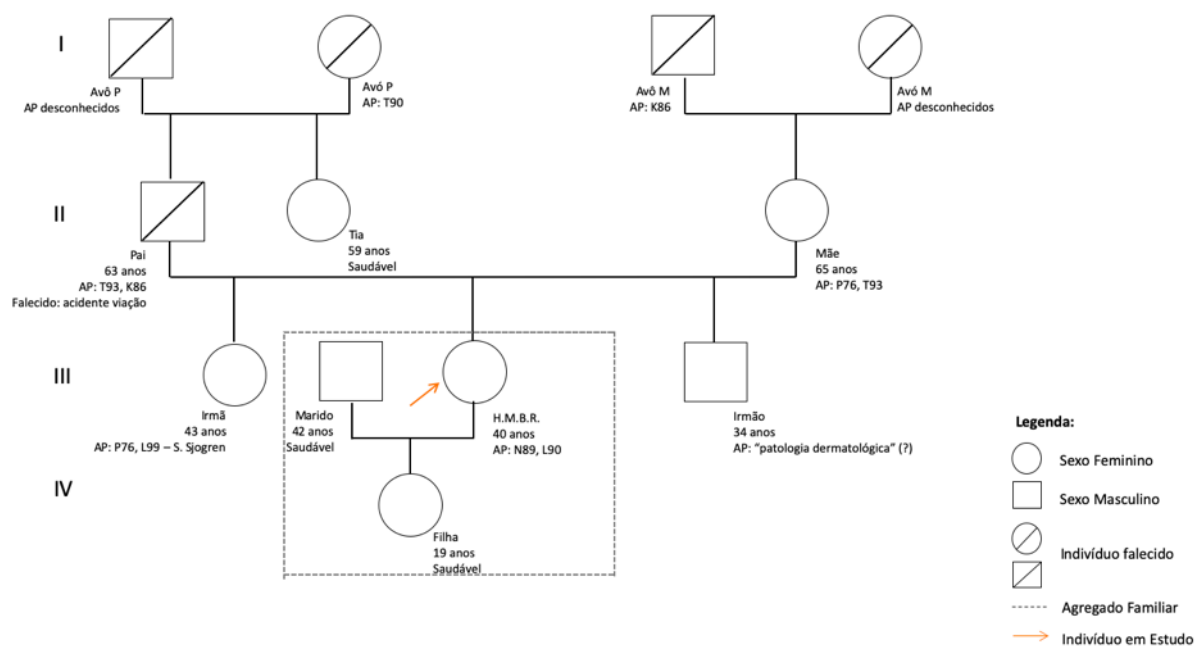 I
Avô P
AP desconhecidos
Avó P
AP: T90
Avô M
AP: K86
Avó M
AP desconhecidos
II
Pai
63 anos
AP: T93, K86
Falecido: acidente viação
Tia
59 anos
Saudável
Mãe
65 anos
AP: P76, T93
III
Irmã
43 anos
AP: P76, L99 – S. Sjogren
Marido
42 anos
Saudável
H.M.B.R.
40 anos
AP: N89, L90
Irmão
34 anos
AP: “patologia dermatológica” (?)
IV
Filha
19 anos
Saudável
Legenda:
Sexo Feminino
Sexo Masculino
Indivíduo falecido
Agregado Familiar
Indivíduo em Estudo